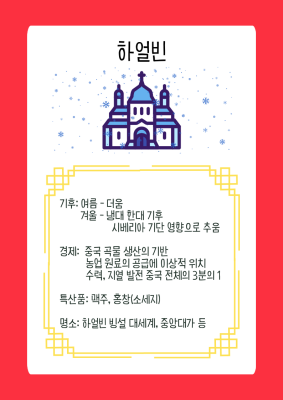 하얼빈
기후: 여름 - 더움
겨울 - 냉대 한대 기후
시베리아 기단 영향으로 추움
경제: 중국 곡물 생산의 기반
농업 원료의 공급에 이상적 위치
수력, 지열 발전 중국 전체의 3분의 1
특산품: 맥주, 홍창(소세지)
명소: 하얼빈 빙설 대세계, 중앙대가 등